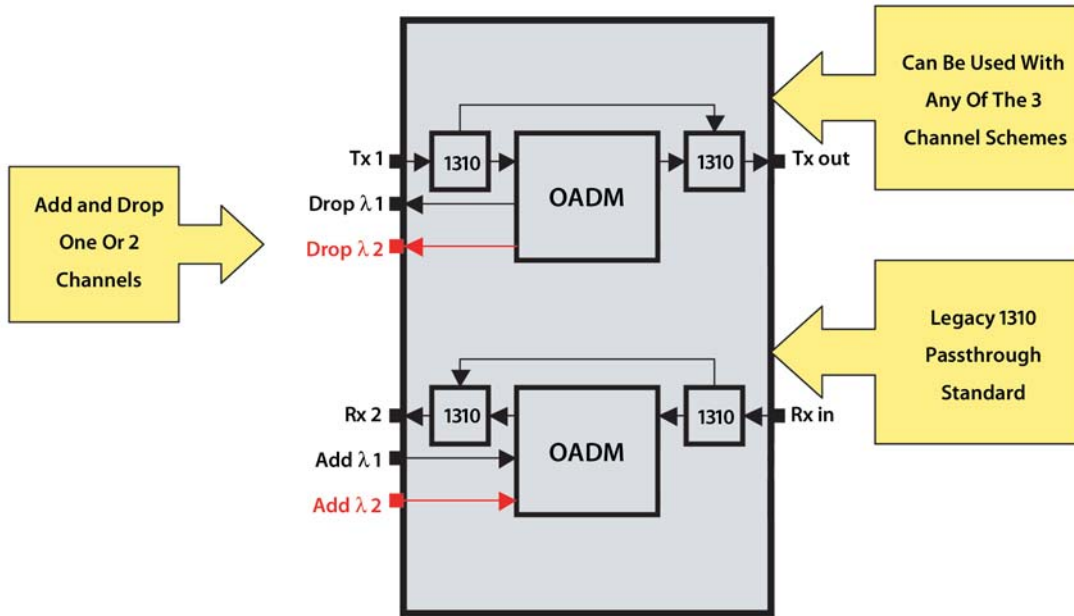 Can Be Used With
Any Of The 3
Channel Schemes
Tx 1
1310
1310
Tx out
OADM
Drop λ 1
Drop λ 2
Add and Drop
One Or 2
Channels
Legacy 1310
Passthrough
Standard
Rx 2
1310
1310
Rx in
OADM
Add λ 1
Add λ 2